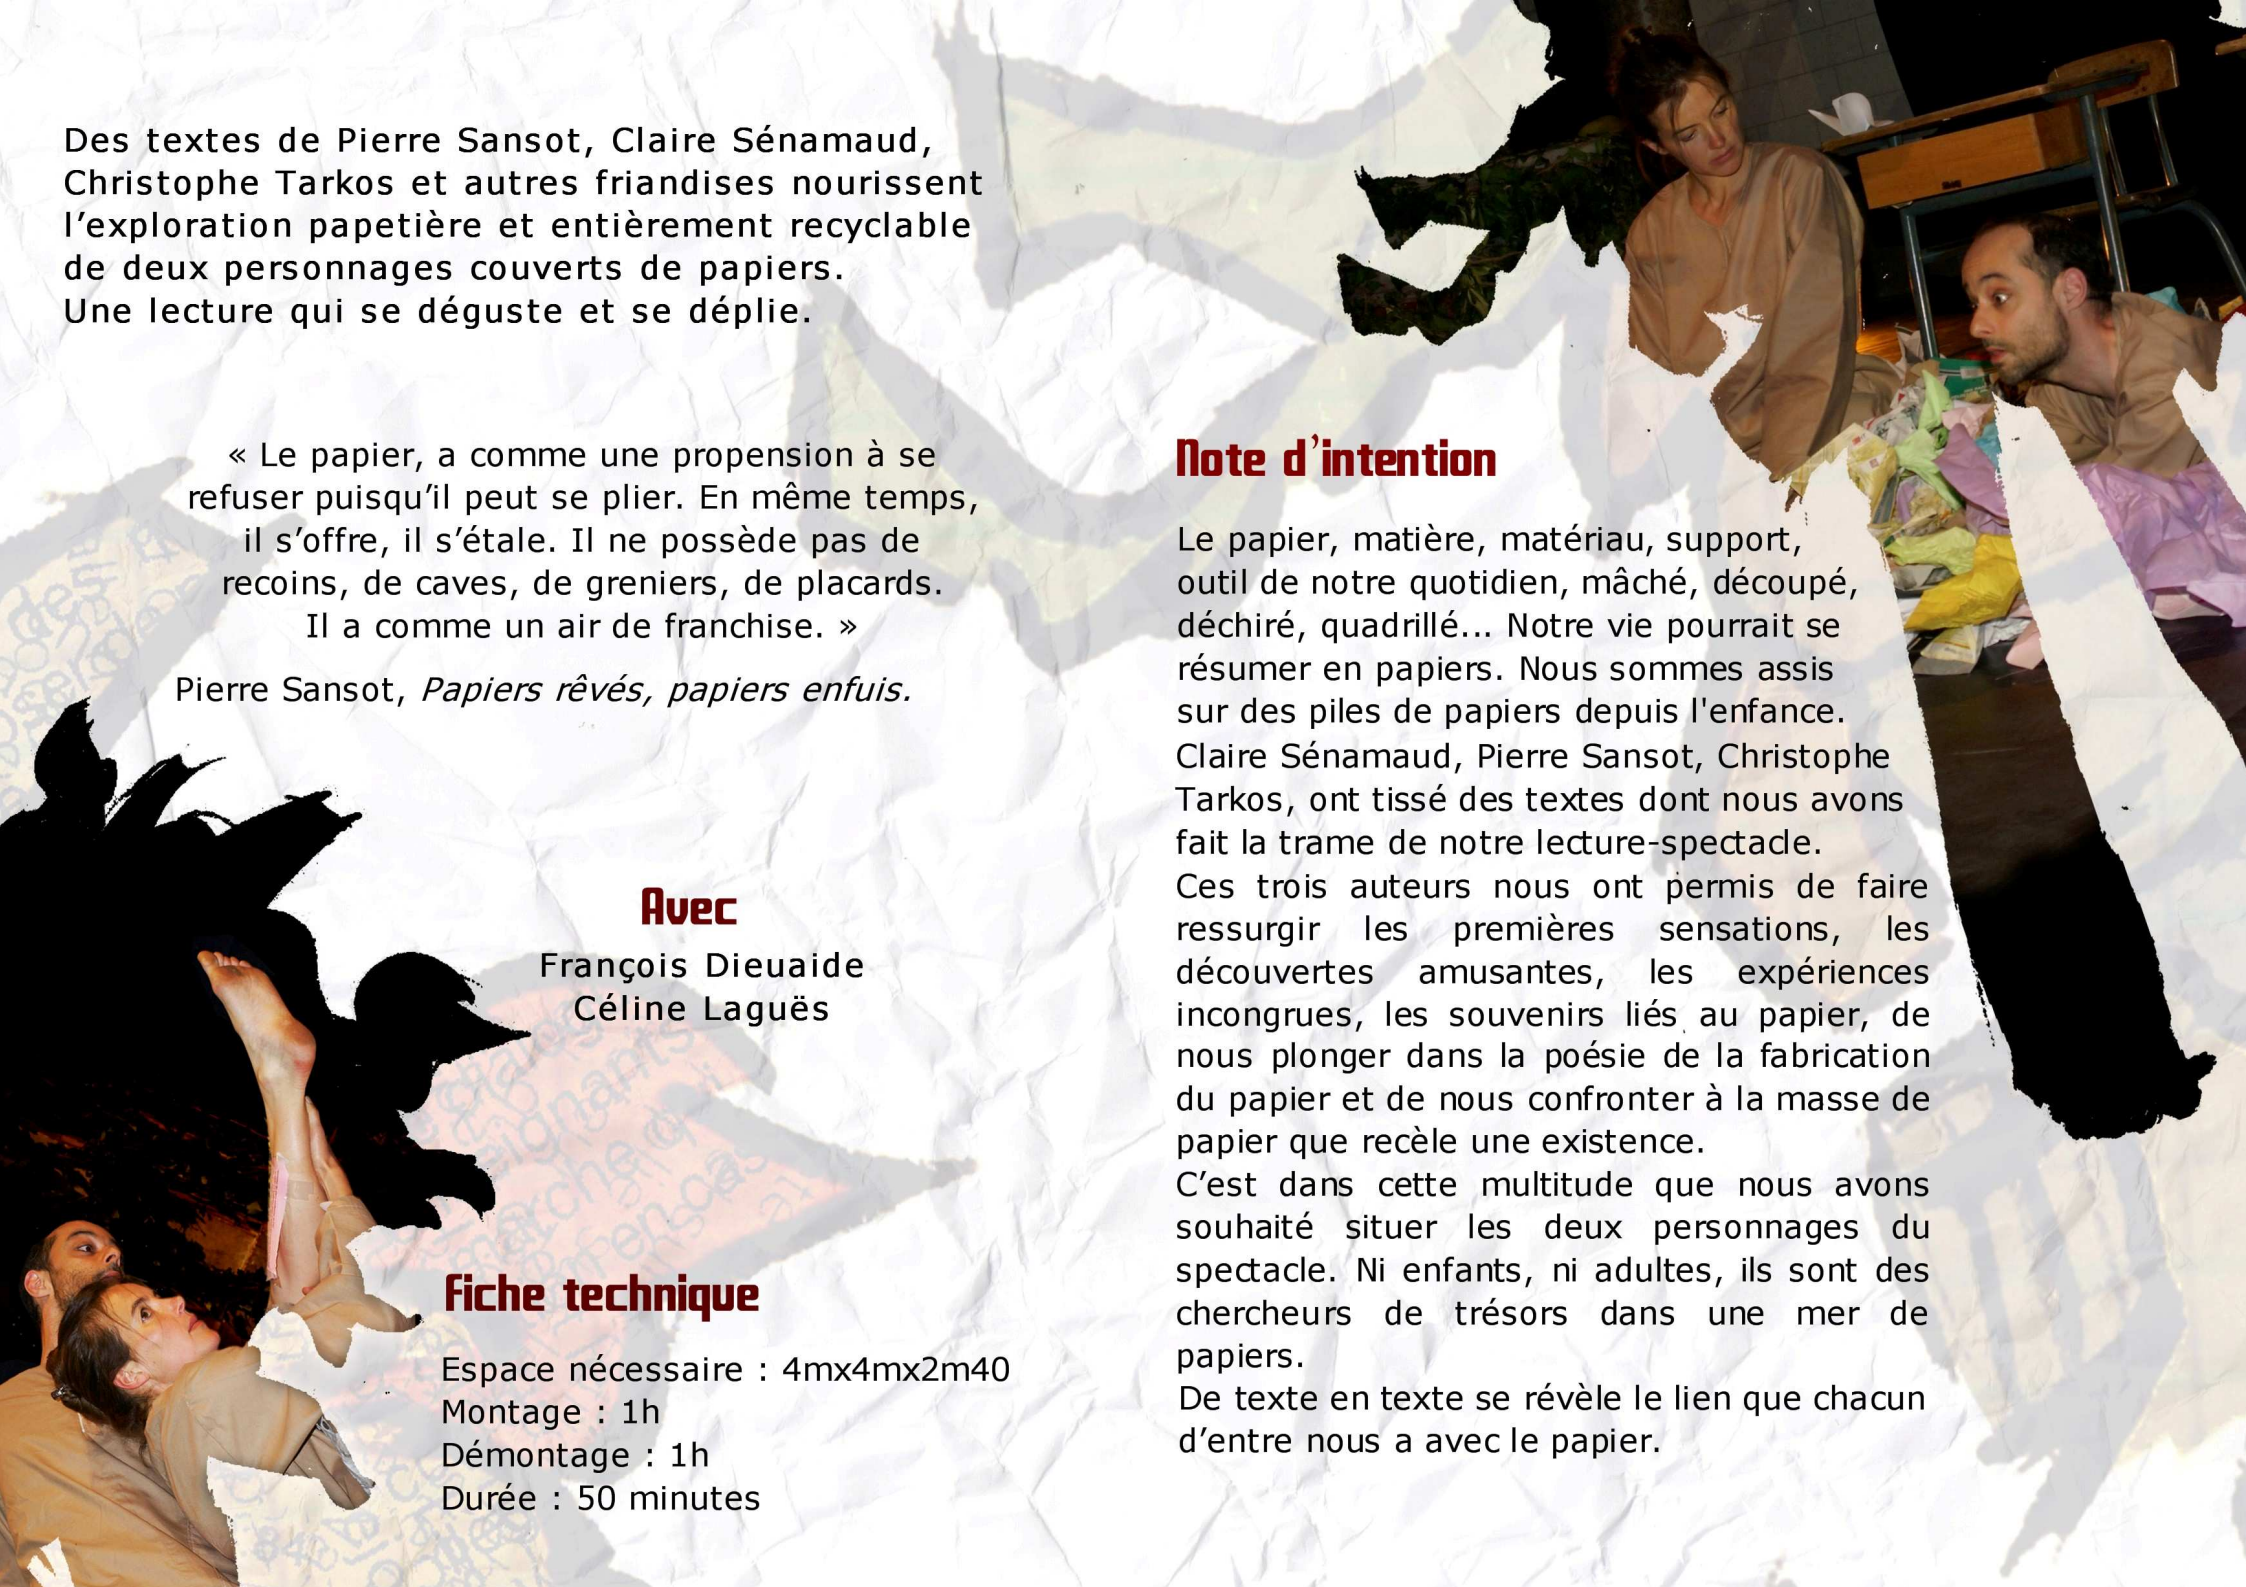 Des textes de Pierre Sansot, Claire Sénamaud,
Christophe Tarkos et autres friandises nourissent
l’exploration papetière et entièrement recyclable
de deux personnages couverts de papiers.
Une lecture qui se déguste et se déplie.
« Le papier, a comme une propension à se
refuser puisqu’il peut se plier. En même temps,
il s’offre, il s’étale. Il ne possède pas de
recoins, de caves, de greniers, de placards.
Il a comme un air de franchise. »
Pierre Sansot, Papiers rêvés, papiers enfuis.
Avec
François Dieuaide
Céline Laguës
Fiche technique
Espace nécessaire : 4mx4mx2m40
Montage : 1h
Démontage : 1h
Durée : 50 minutes
Note d’intention
Le papier, matière, matériau, support,
outil de notre quotidien, mâché, découpé,
déchiré, quadrillé... Notre vie pourrait se
résumer en papiers. Nous sommes assis
sur des piles de papiers depuis l'enfance.
Claire Sénamaud, Pierre Sansot, Christophe
Tarkos, ont tissé des textes dont nous avons
fait la trame de notre lecture-spectacle.
Ces trois auteurs nous ont permis de faire
ressurgir les premières sensations, les
découvertes amusantes, les expériences
incongrues, les souvenirs liés au papier, de
nous plonger dans la poésie de la fabrication
du papier et de nous confronter à la masse de
papier que recèle une existence.
C’est dans cette multitude que nous avons
souhaité situer les deux personnages du
spectacle. Ni enfants, ni adultes, ils sont des
chercheurs de trésors dans une mer de
papiers.
De texte en texte se révèle le lien que chacun
d’entre nous a avec le papier.